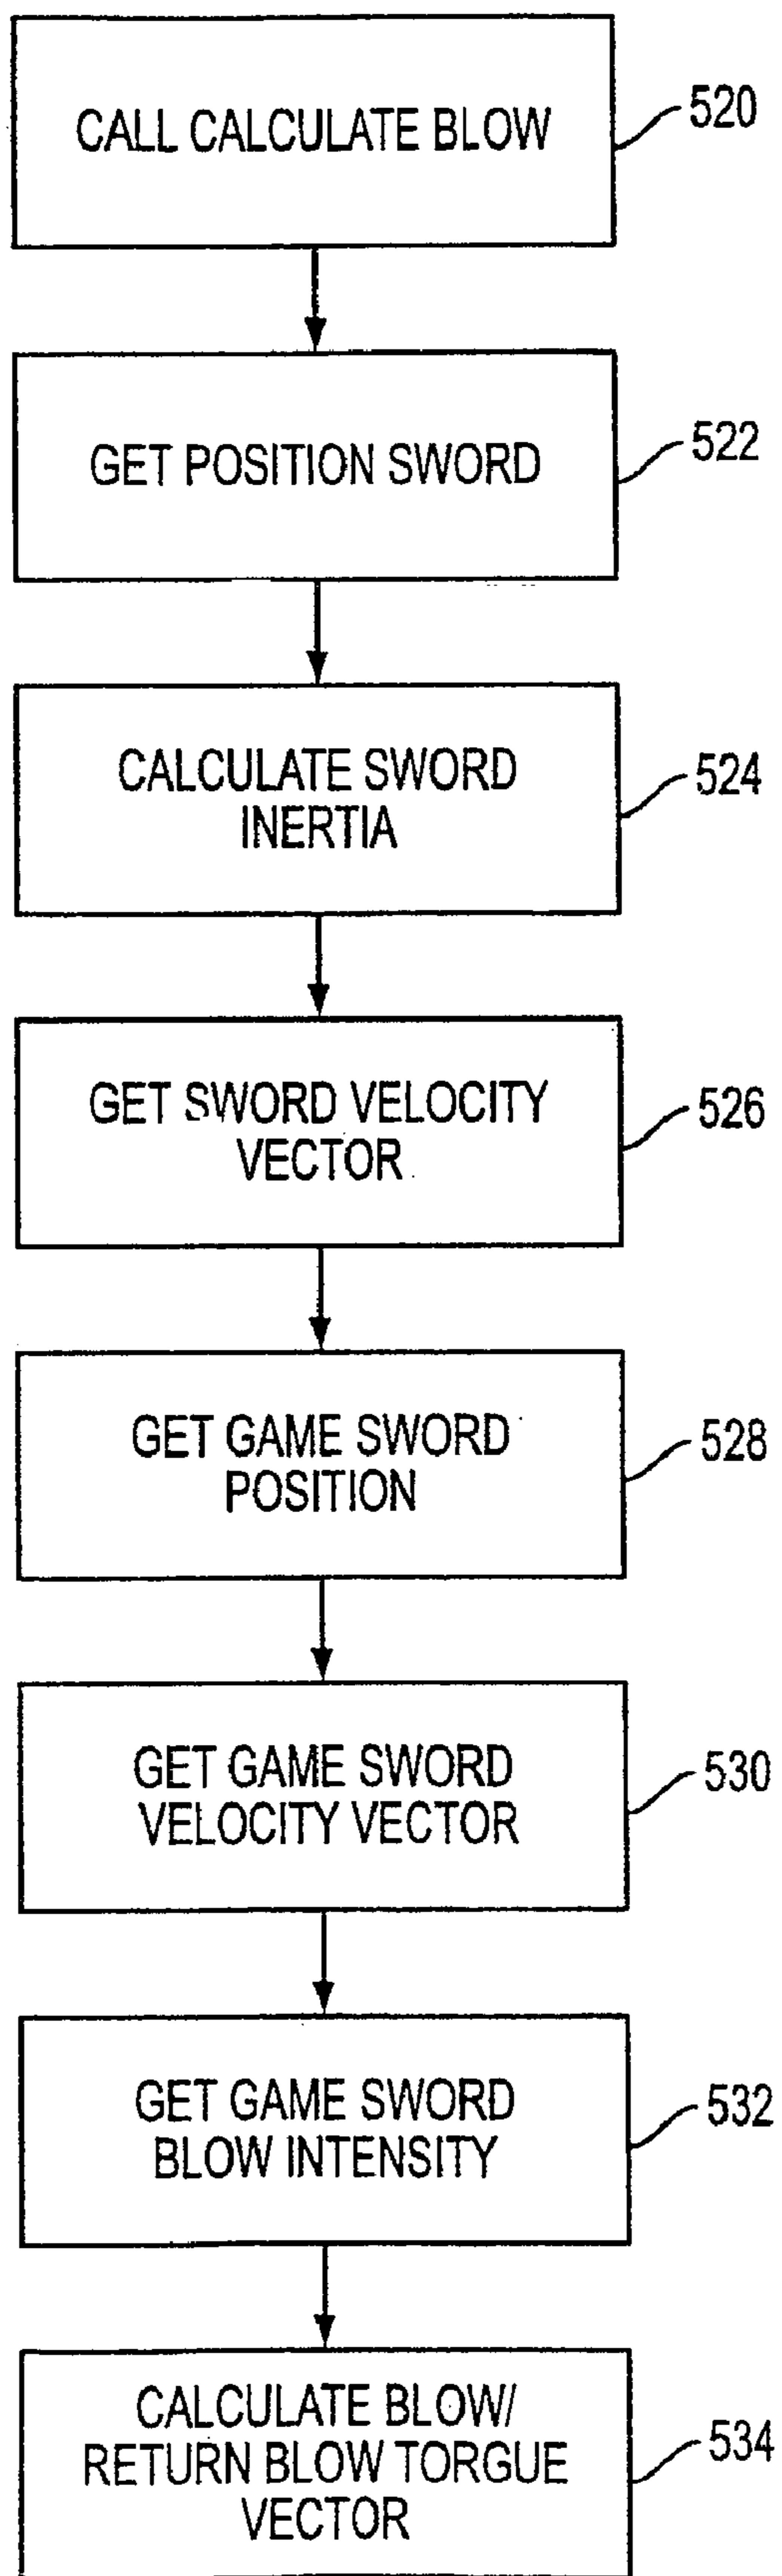 CALL CALCULATE BLOW
520
GET POSITION SWORD
522
CALCULATE SWORD
INERTIA
524
GET SWORD VELOCITY
VECTOR
526
GET GAME SWORD
POSITION
528
GET GAME SWORD
VELOCITY VECTOR
530
GET GAME SWORD
BLOW INTENSITY
532
CALCULATE BLOW/
RETURN BLOW TORGUE
VECTOR
534